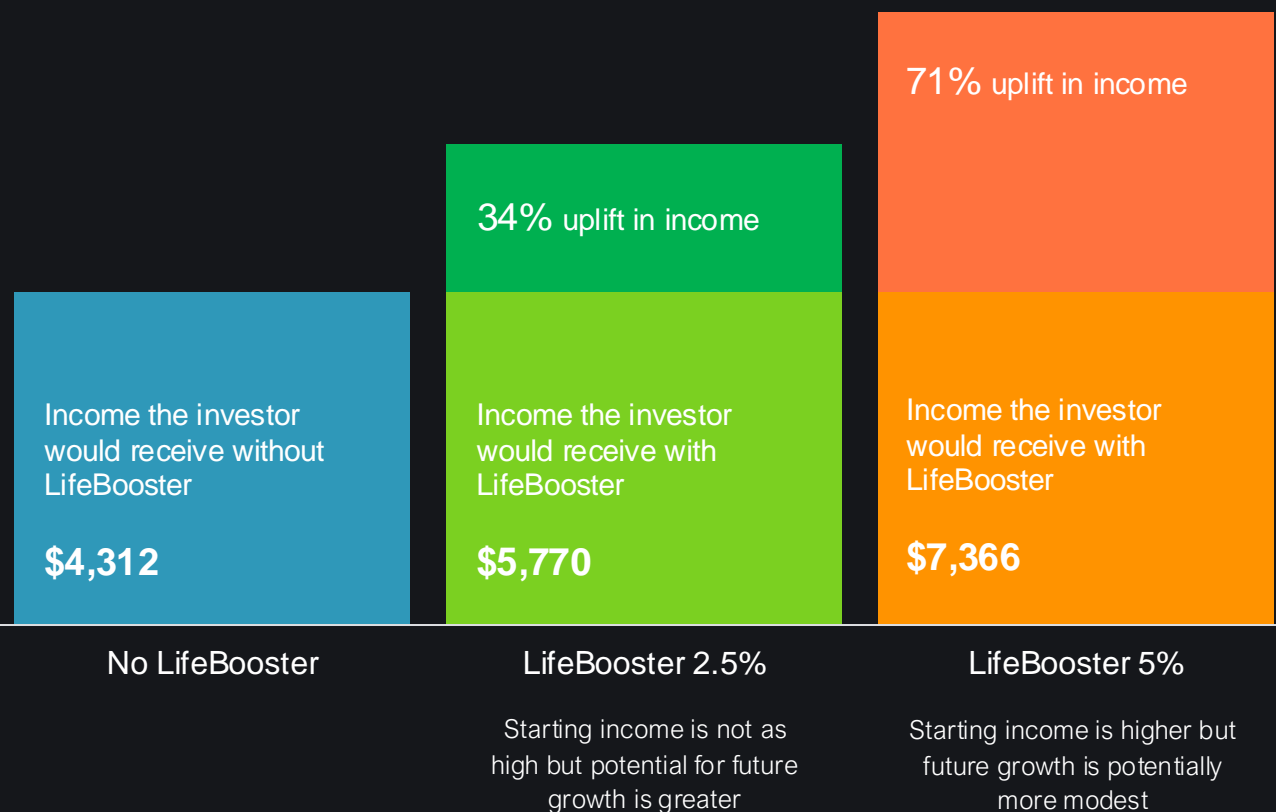 71% uplift in income
34% uplift in income
Income the investor
would receive without
LifeBooster
$4,312
Income the investor
would receive with
LifeBooster
$5,770
Income the investor
would receive with
LifeBooster
$7,366
No LifeBooster
LifeBooster 2.5%
Starting income is not as
high but potential for future
growth is greater
LifeBooster 5%
Starting income is higher but
future growth is potentially
more modest